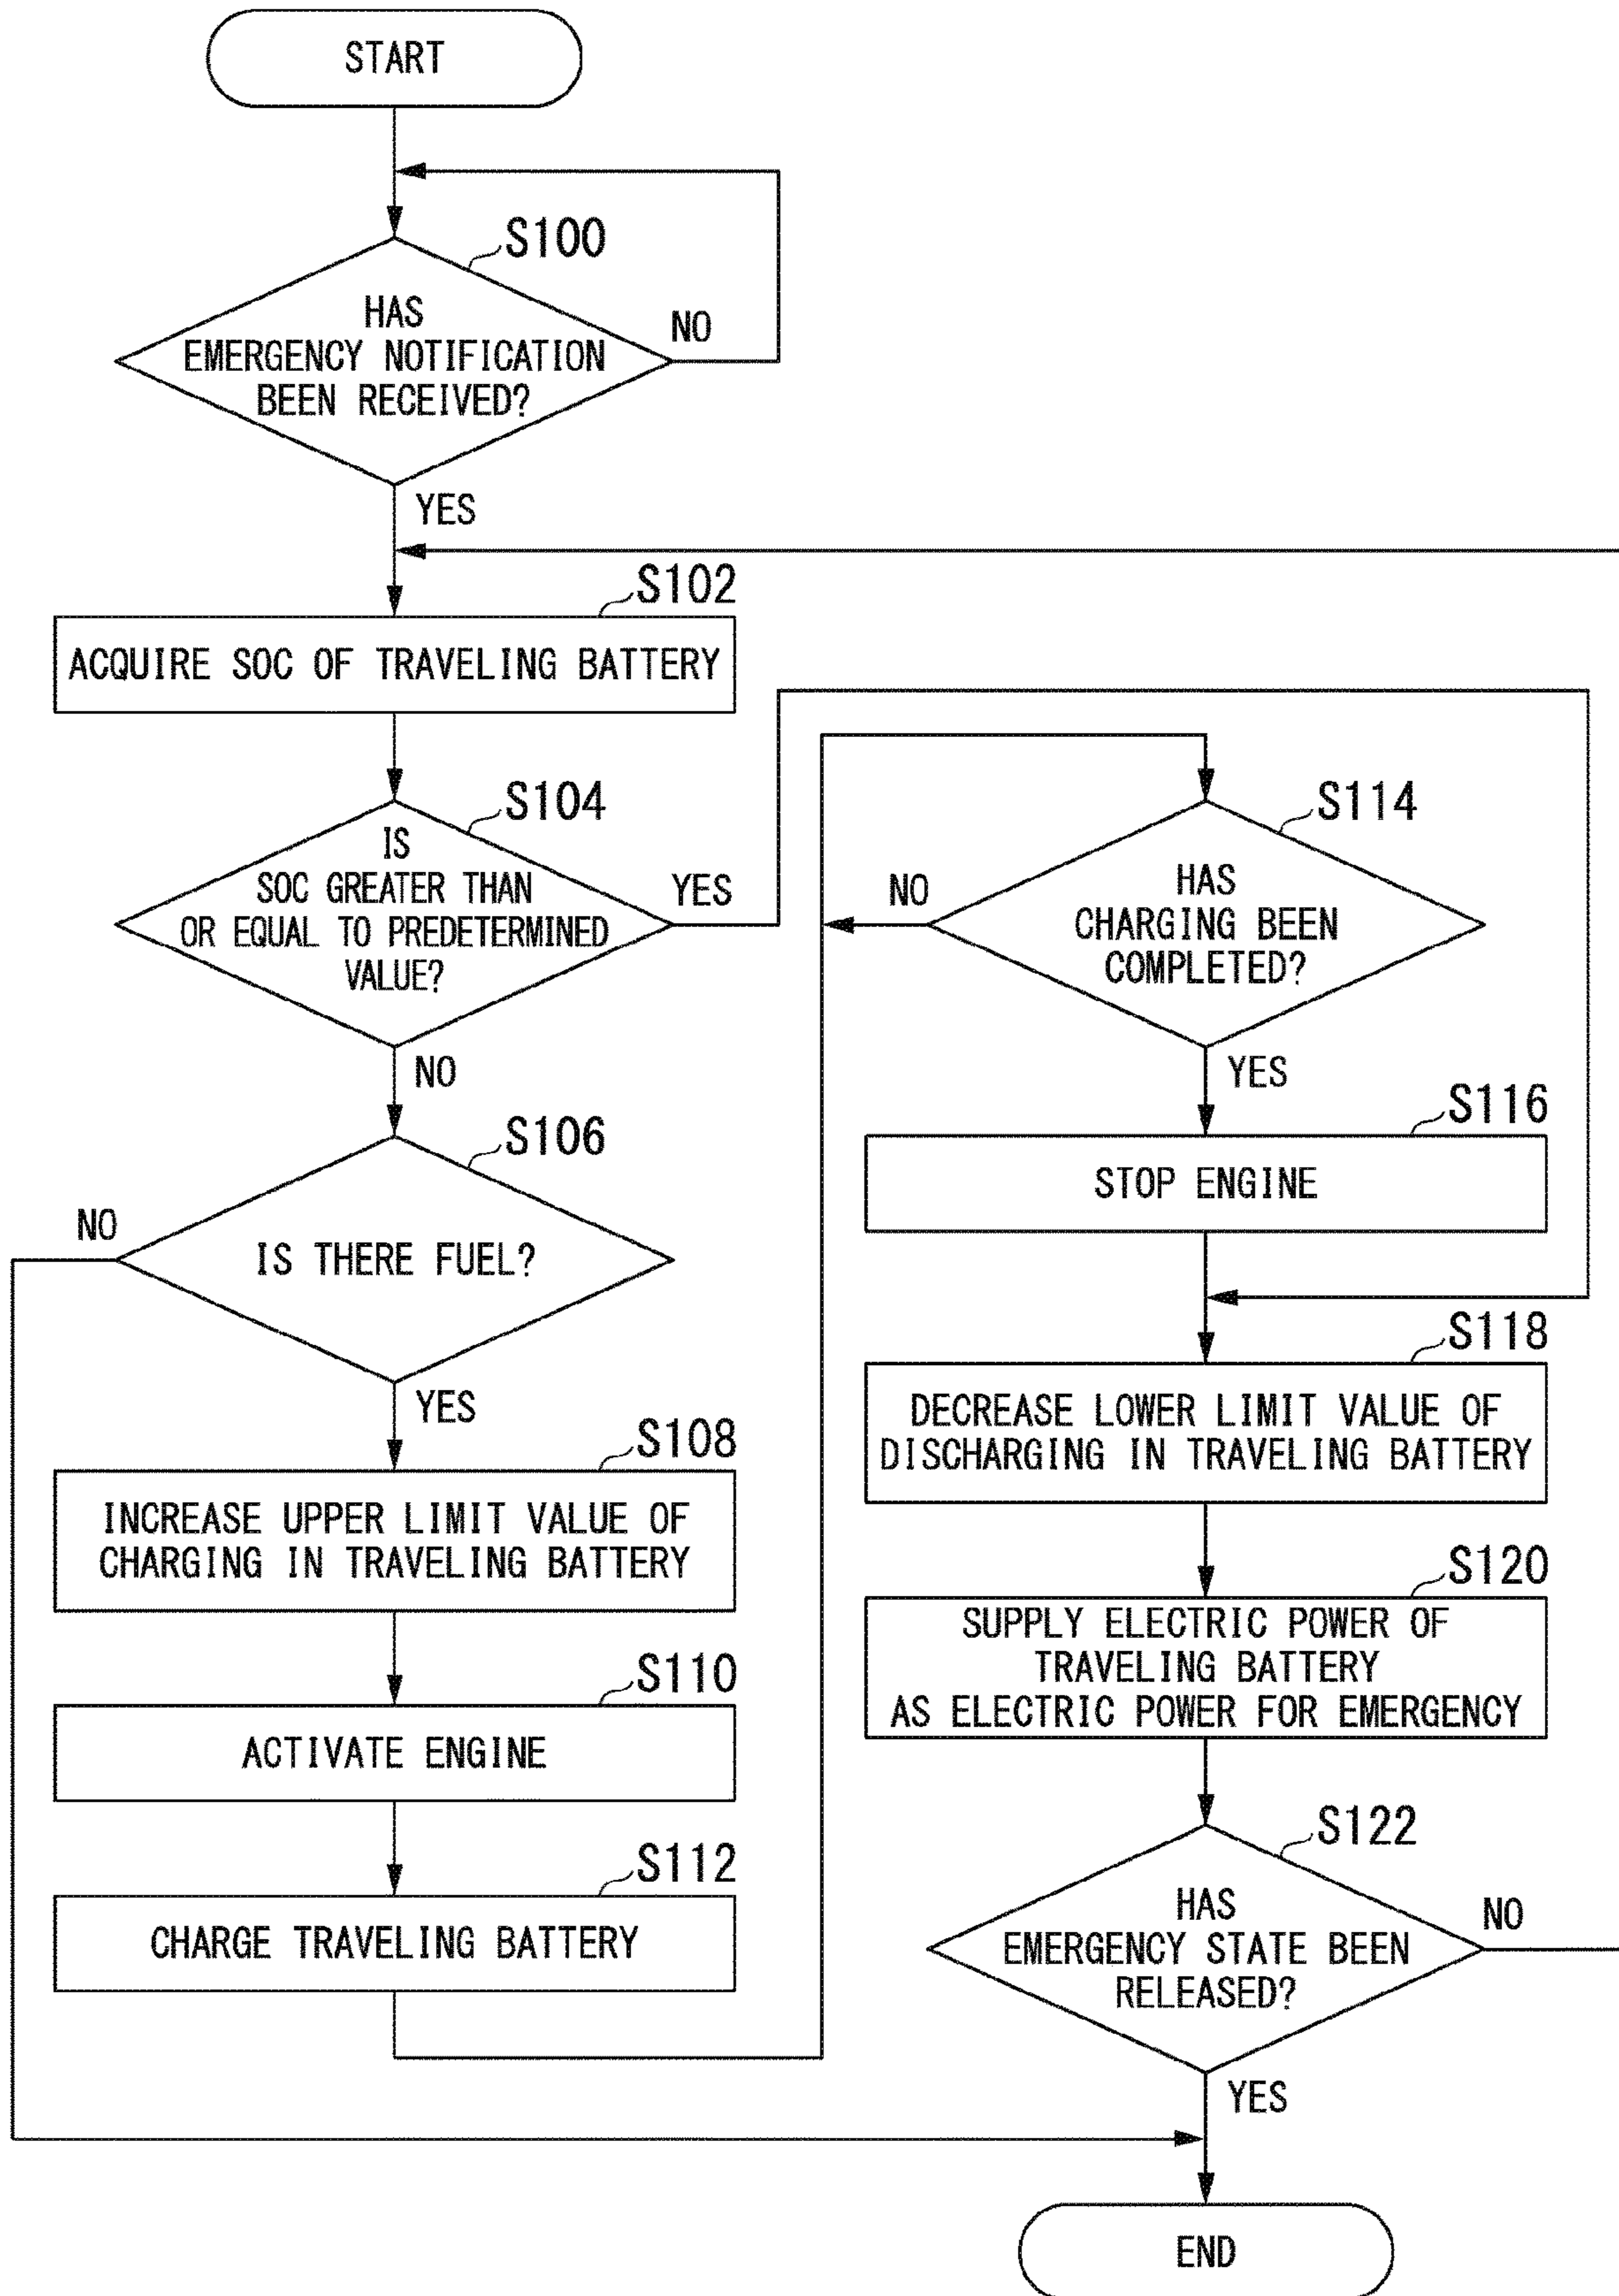 START
S100
HAS
EMERGENCY NOTIFICATION
BEEN RECEIVED?
NO
YES
S102
ACQUIRE SOC OF TRAVELING BATTERY
S104
IS
SOC GREATER THAN
OR EQUAL TO PREDETERMINED
VALUE?
YES
NO
S106
IS THERE FUEL?
NO
YES
S108
INCREASE UPPER LIMIT VALUE OF
CHARGING IN TRAVELING BATTERY
S110
ACTIVATE ENGINE
S112
CHARGE TRAVELING BATTERY
S114
HAS
CHARGING BEEN
COMPLETED?
NO
YES
S116
STOP ENGINE
S118
DECREASE LOWER LIMIT VALUE OF
DISCHARGING IN TRAVELING BATTERY
S120
SUPPLY ELECTRIC POWER OF
TRAVELING BATTERY
AS ELECTRIC POWER FOR EMERGENCY
S122
HAS
EMERGENCY STATE BEEN
RELEASED?
NO
YES
END